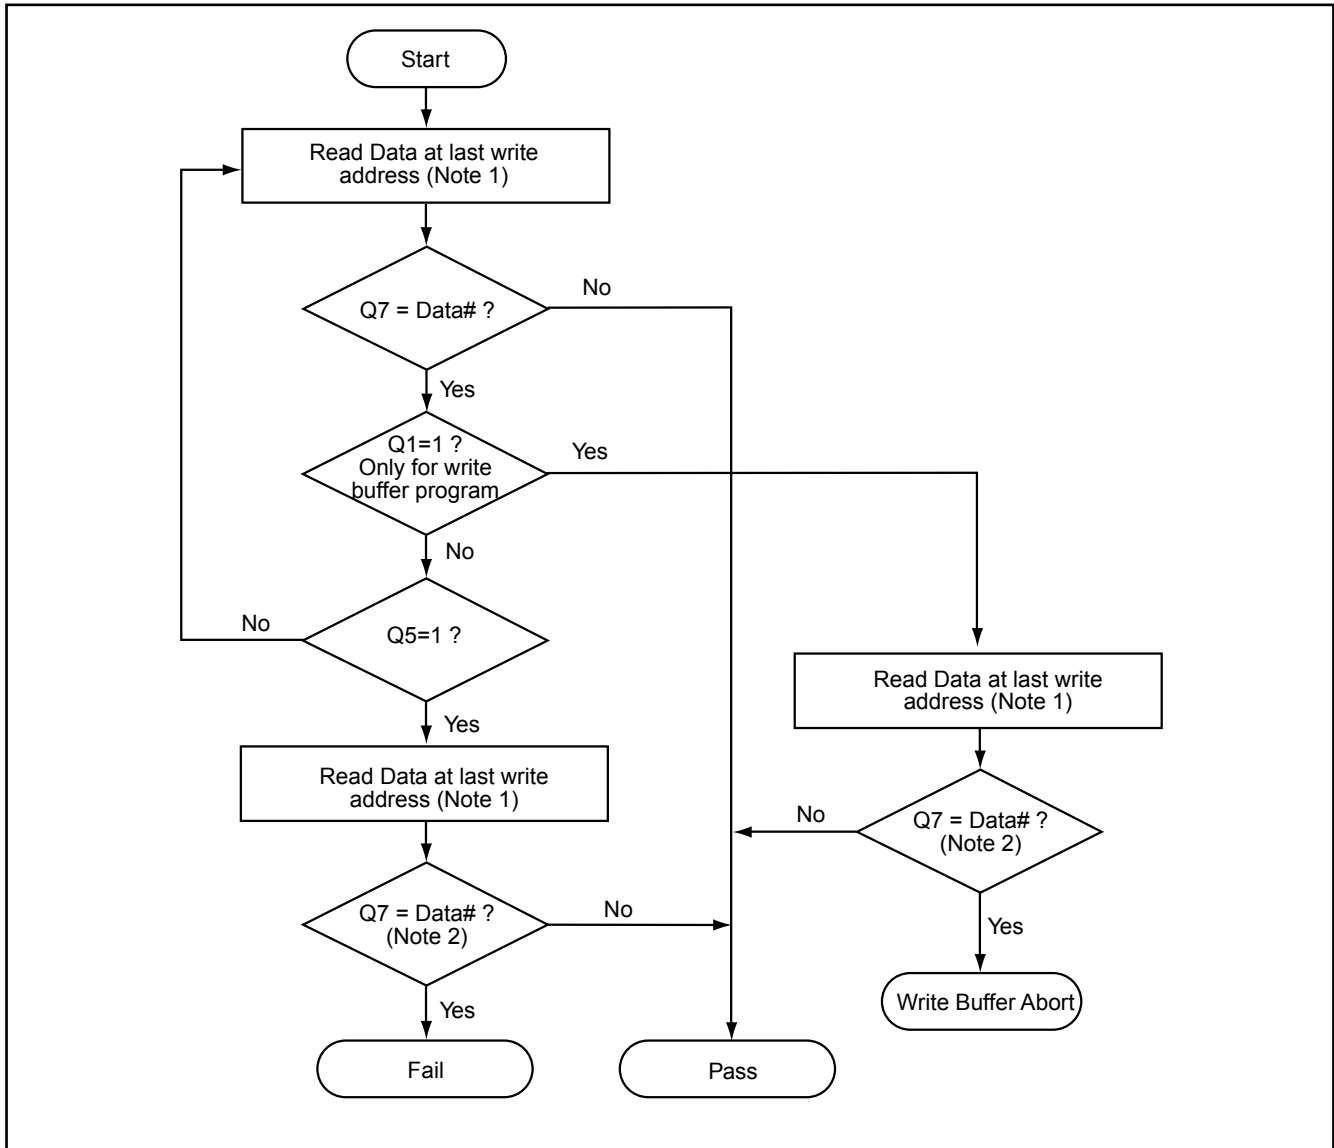 Start
Read Data at last write
address (Note 1)
Q7 = Data# ?
No
Yes
Q1=1 ?
Only for write
buffer program
Yes
No
Q5=1 ?
No
Yes
Read Data at last write
address (Note 1)
Read Data at last write
address (Note 1)
Q7 = Data# ?
(Note 2)
No
Yes
Q7 = Data# ?
(Note 2)
No
Yes
Write Buffer Abort
Fail
Pass